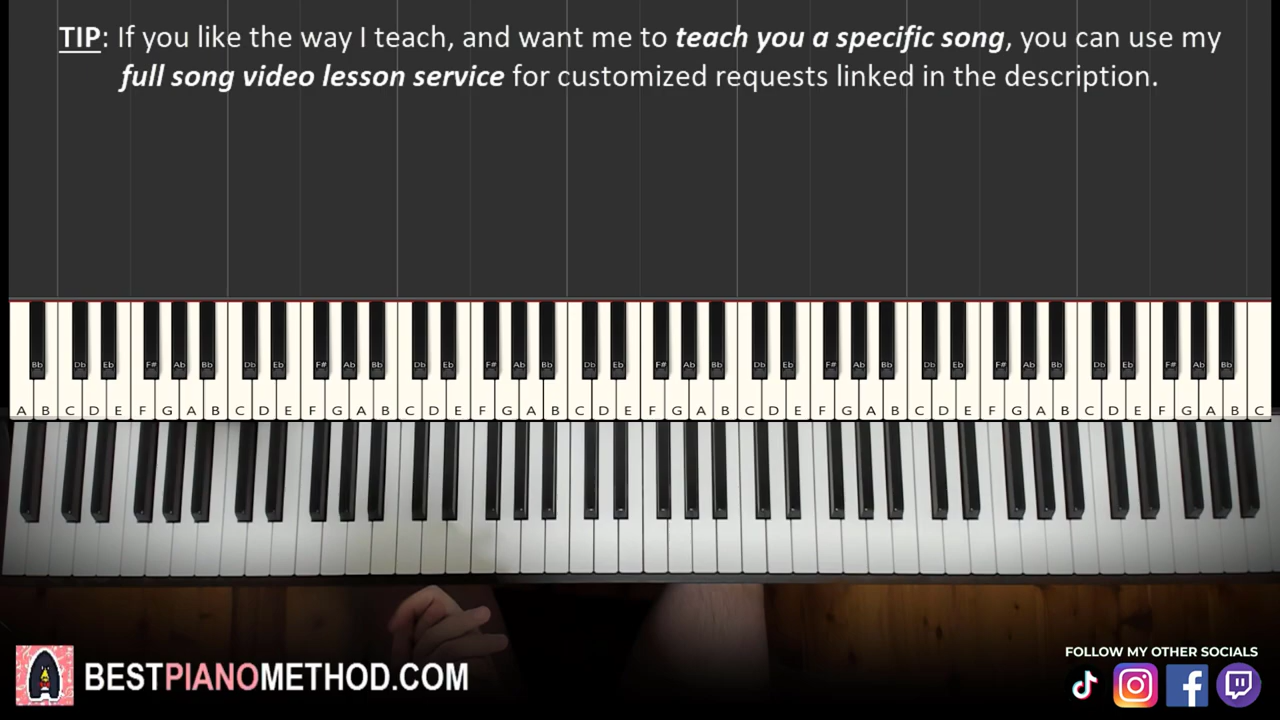 TIP: If you like the way I teach, and want me to teach you a specific song, you can use my
full song video lesson service for customized requests linked in the description.
Bb Db Eb F# Ab Bb Db Eb F# Ab Bb Db Eb F# Ab Bb Db Eb F# Ab Bb Db Eb F# Ab Bb Db Eb F# Ab Bb Db Eb F# Ab Bb
A B C D E F G A B C D E F G A B C D E F G A B C D E F G A B C D E F G A B C D E F G A B C D E F G A B C
FOLLOW MY OTHER SOCIALS
BESTPIANOMETHOD.COM